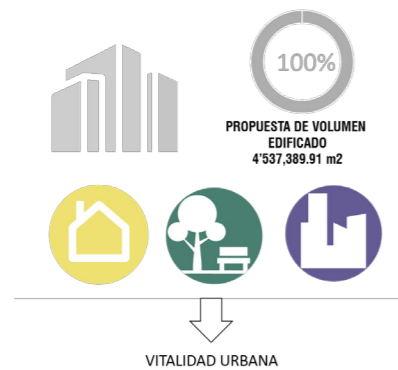 100%
PROPUESTA DE VOLUMEN
EDIFICADO
4'537,389.91 m2
VITALIDAD URBANA